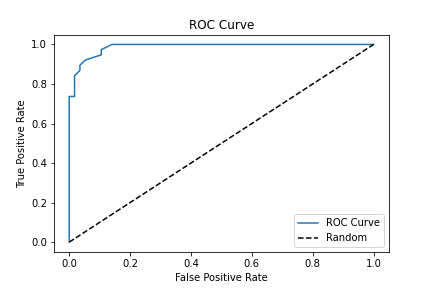 ROC Curve
True Positive Rate
1.0
0.8
0.6
0.4
0.2
0.0
ROC Curve
Random
0.0 0.2 0.4 0.6 0.8 1.0
False Positive Rate